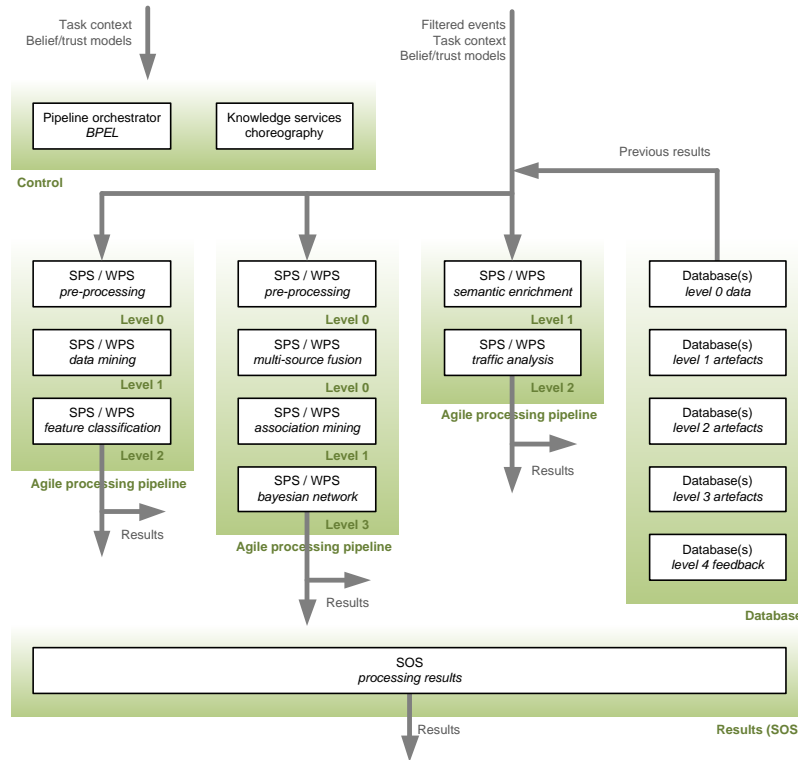 Task context
Belief/trust models
Filtered events
Task context
Belief/trust models
Pipeline orchestrator
BPEL
Knowledge services
choreography
Control
Previous results
SPS / WPS
pre-processing
Level 0
SPS / WPS
data mining
Level 1
SPS / WPS
feature classification
Level 2
Agile processing pipeline
Results
SPS / WPS
pre-processing
Level 0
SPS / WPS
multi-source fusion
Level 0
SPS / WPS
association mining
Level 1
SPS / WPS
bayesian network
Level 3
Agile processing pipeline
Results
SPS / WPS
semantic enrichment
Level 1
SPS / WPS
traffic analysis
Level 2
Agile processing pipeline
Results
Database(s)
level 0 data
Database(s)
level 1 artefacts
Database(s)
level 2 artefacts
Database(s)
level 3 artefacts
Database(s)
level 4 feedback
Database
SOS
processing results
Results (SOS
Results